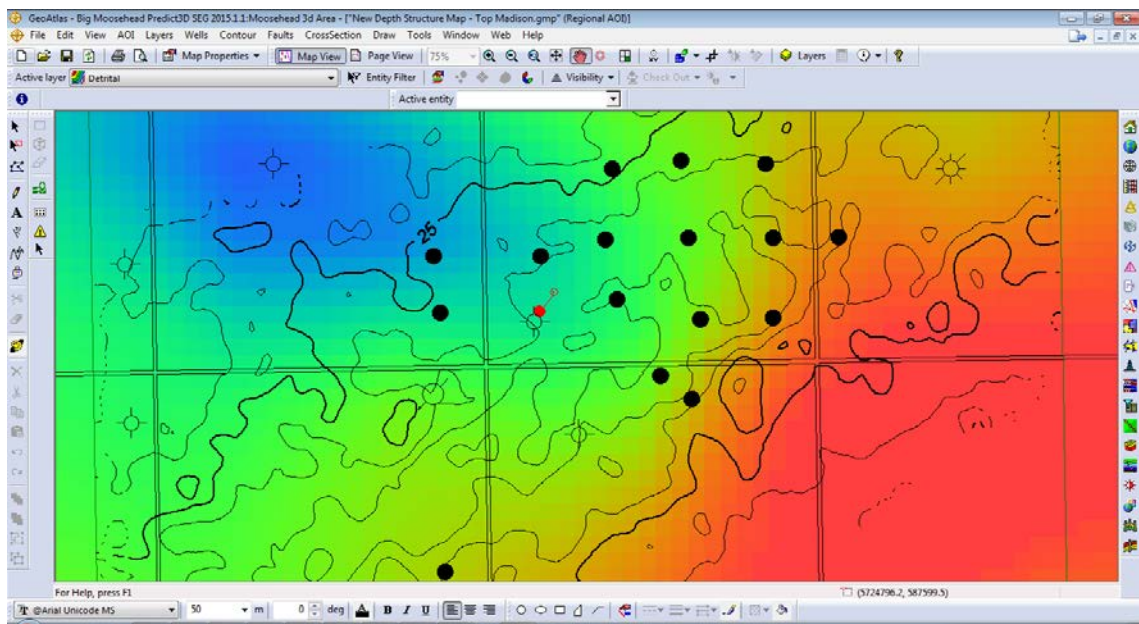 GeoAtlas - Big Moosehead Predict3D SEG 2015.1.1:Moosehead 3d Area - ["New Depth Structure Map - Top Madison.gmp" (Regional AOI)]
File Edit View AOI Layers Wells Contour Faults CrossSection Draw Tools Window Web Help
Map Properties Map View Page View 75% Layers
Active layer Detrital Entity Filter Visibility Check Out
Active entity
25
For Help, press F1 (5724796.2, 587599.5)
@Arial Unicode MS 50 m 0 deg A B I U